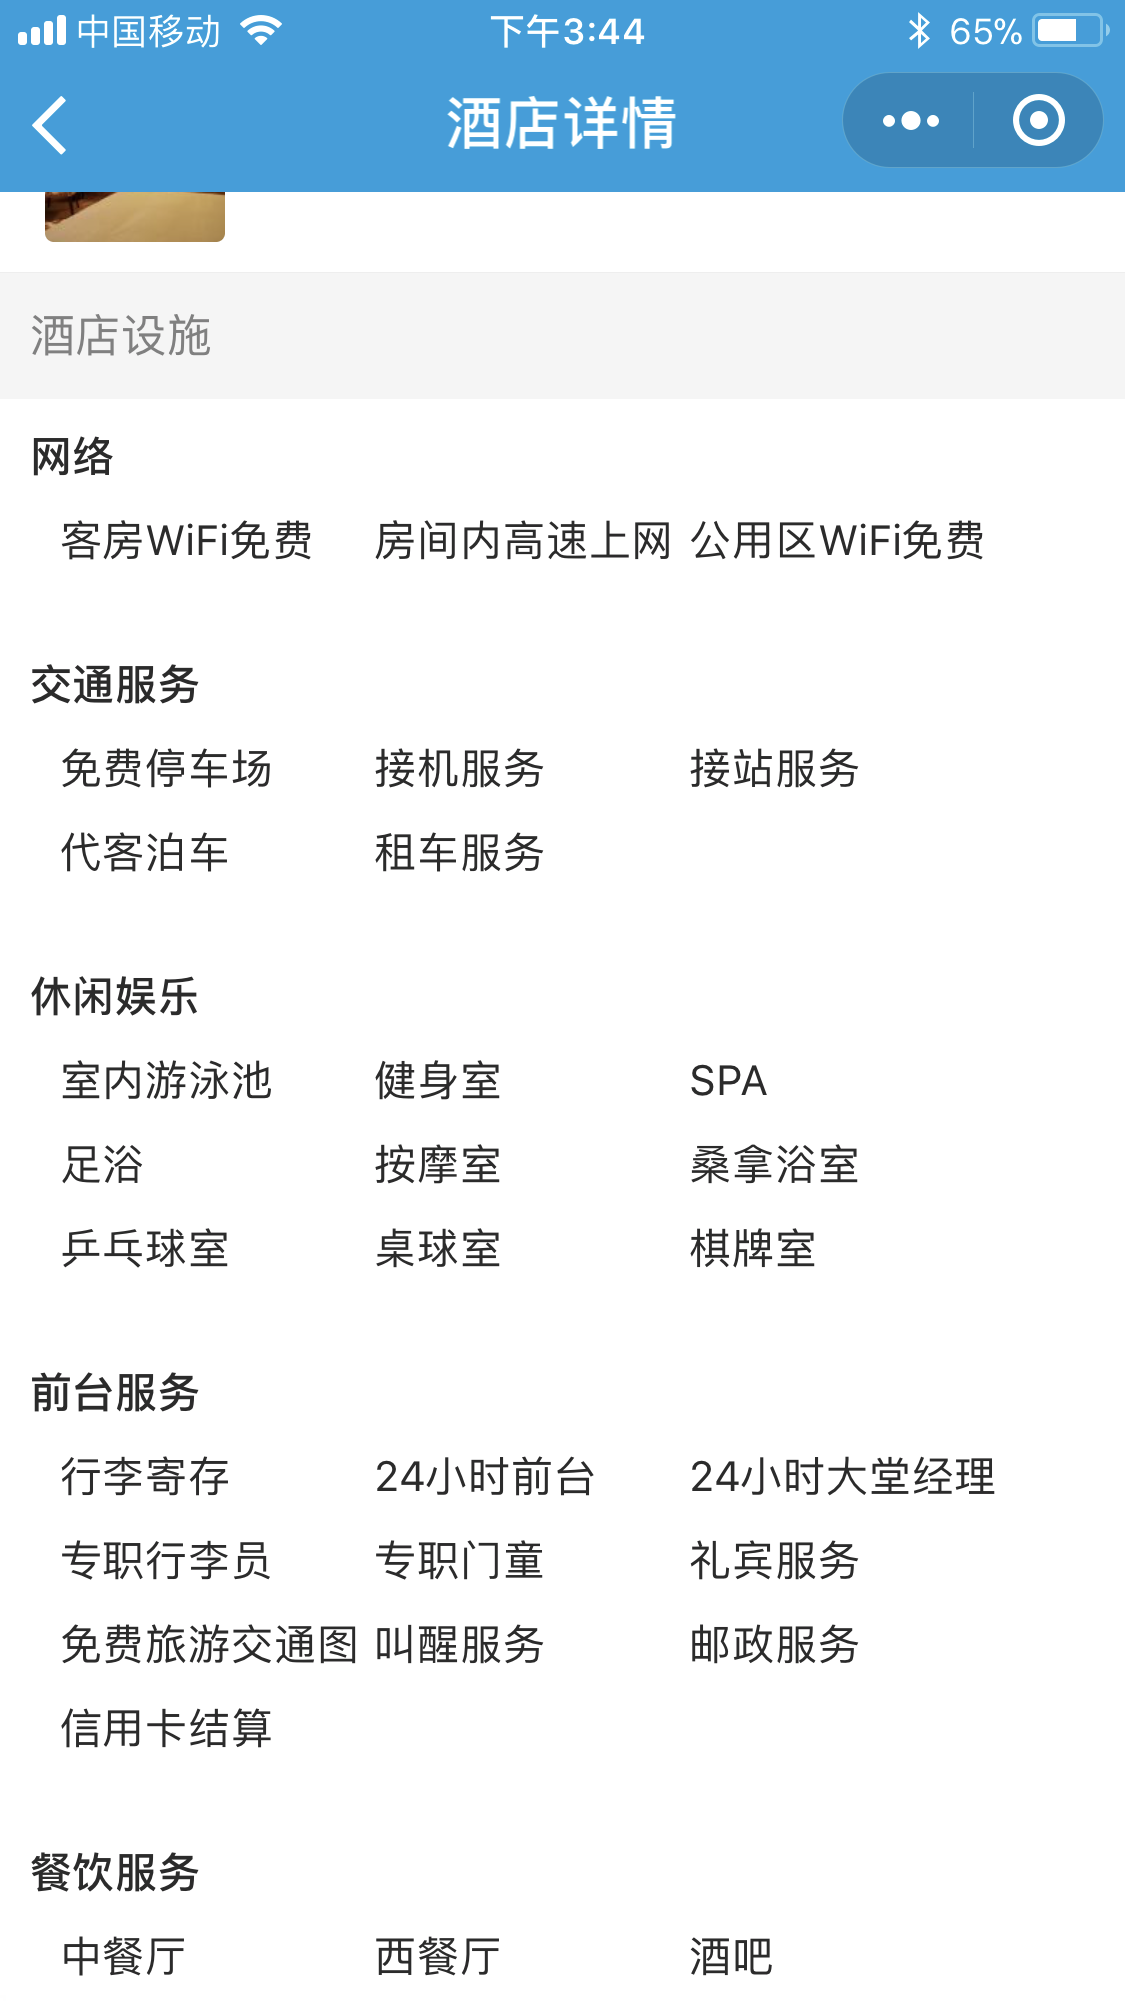 中国移动 下午3:44 65%
酒店详情
酒店设施
网络
客房WiFi免费 房间内高速上网 公用区WiFi免费
交通服务
免费停车场 接机服务 接站服务
代客泊车 租车服务
休闲娱乐
室内游泳池 健身室 SPA
足浴 按摩室 桑拿浴室
乒乓球室 桌球室 棋牌室
前台服务
行李寄存 24小时前台 24小时大堂经理
专职行李员 专职门童 礼宾服务
免费旅游交通图 叫醒服务 邮政服务
信用卡结算
餐饮服务
中餐厅 西餐厅 酒吧